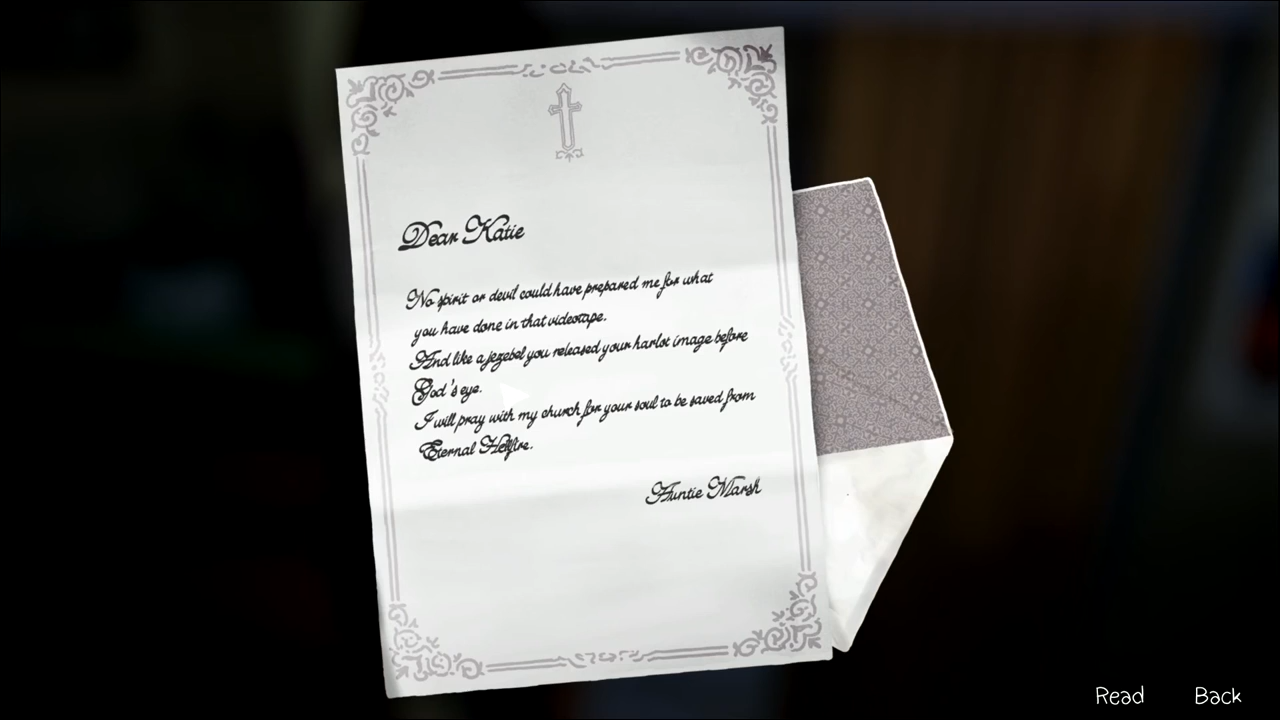 Dear Katie
No spirit or devil could have prepared me for what
you have done in that videotape.
And like a jezebel you released your harlot image before
God's eye.
I will pray with my church for your soul to be saved from
Eternal Hellfire.
Auntie Marsh
Read
Back